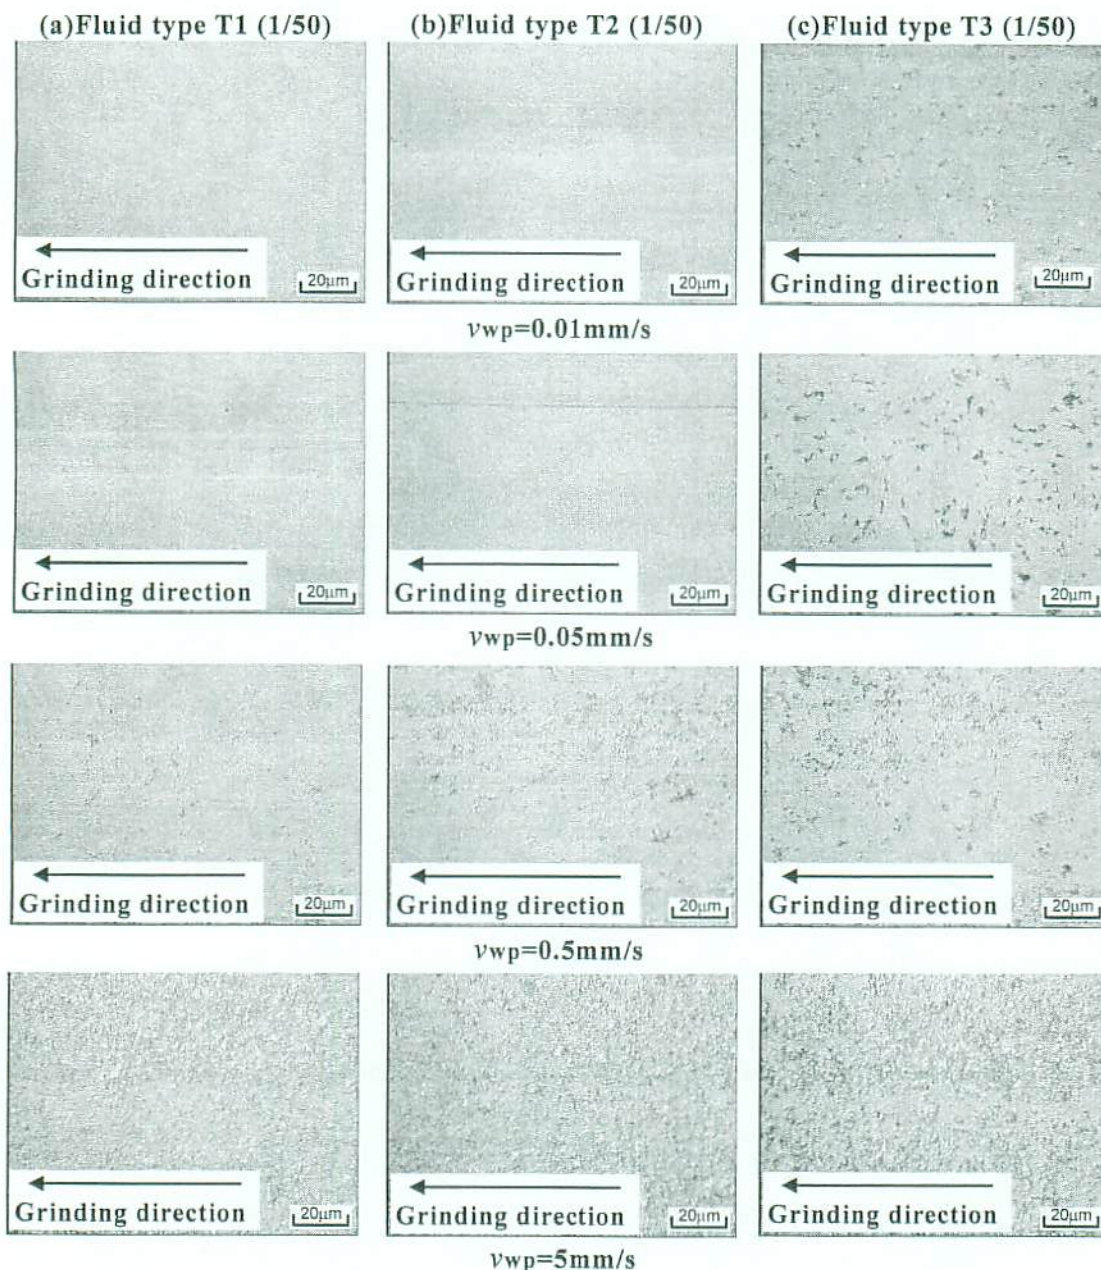 (a)Fluid type T1 (1/50) (b)Fluid type T2 (1/50) (c)Fluid type T3 (1/50)
Grinding direction 20μm Grinding direction 20μm Grinding direction 20μm
vwp=0.01mm/s
Grinding direction 20μm Grinding direction 20μm Grinding direction 20μm
vwp=0.05mm/s
Grinding direction 20μm Grinding direction 20μm Grinding direction 20μm
vwp=0.5mm/s
Grinding direction 20μm Grinding direction 20μm Grinding direction 20μm
vwp=5mm/s